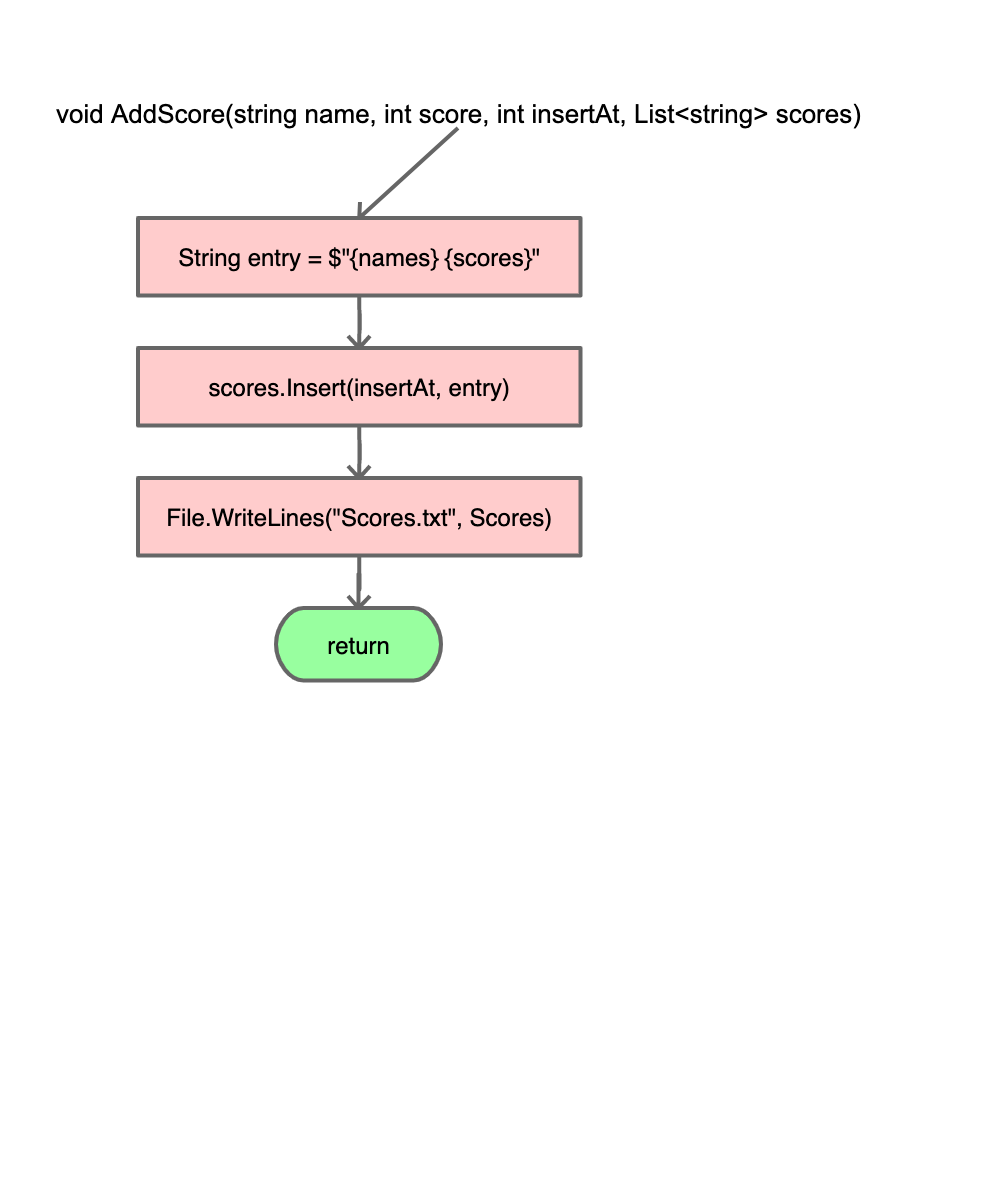 void AddScore(string name, int score, int insertAt, List<string> scores)
String entry = $"{names} {scores}"
scores.Insert(insertAt, entry)
File.WriteLines("Scores.txt", Scores)
return